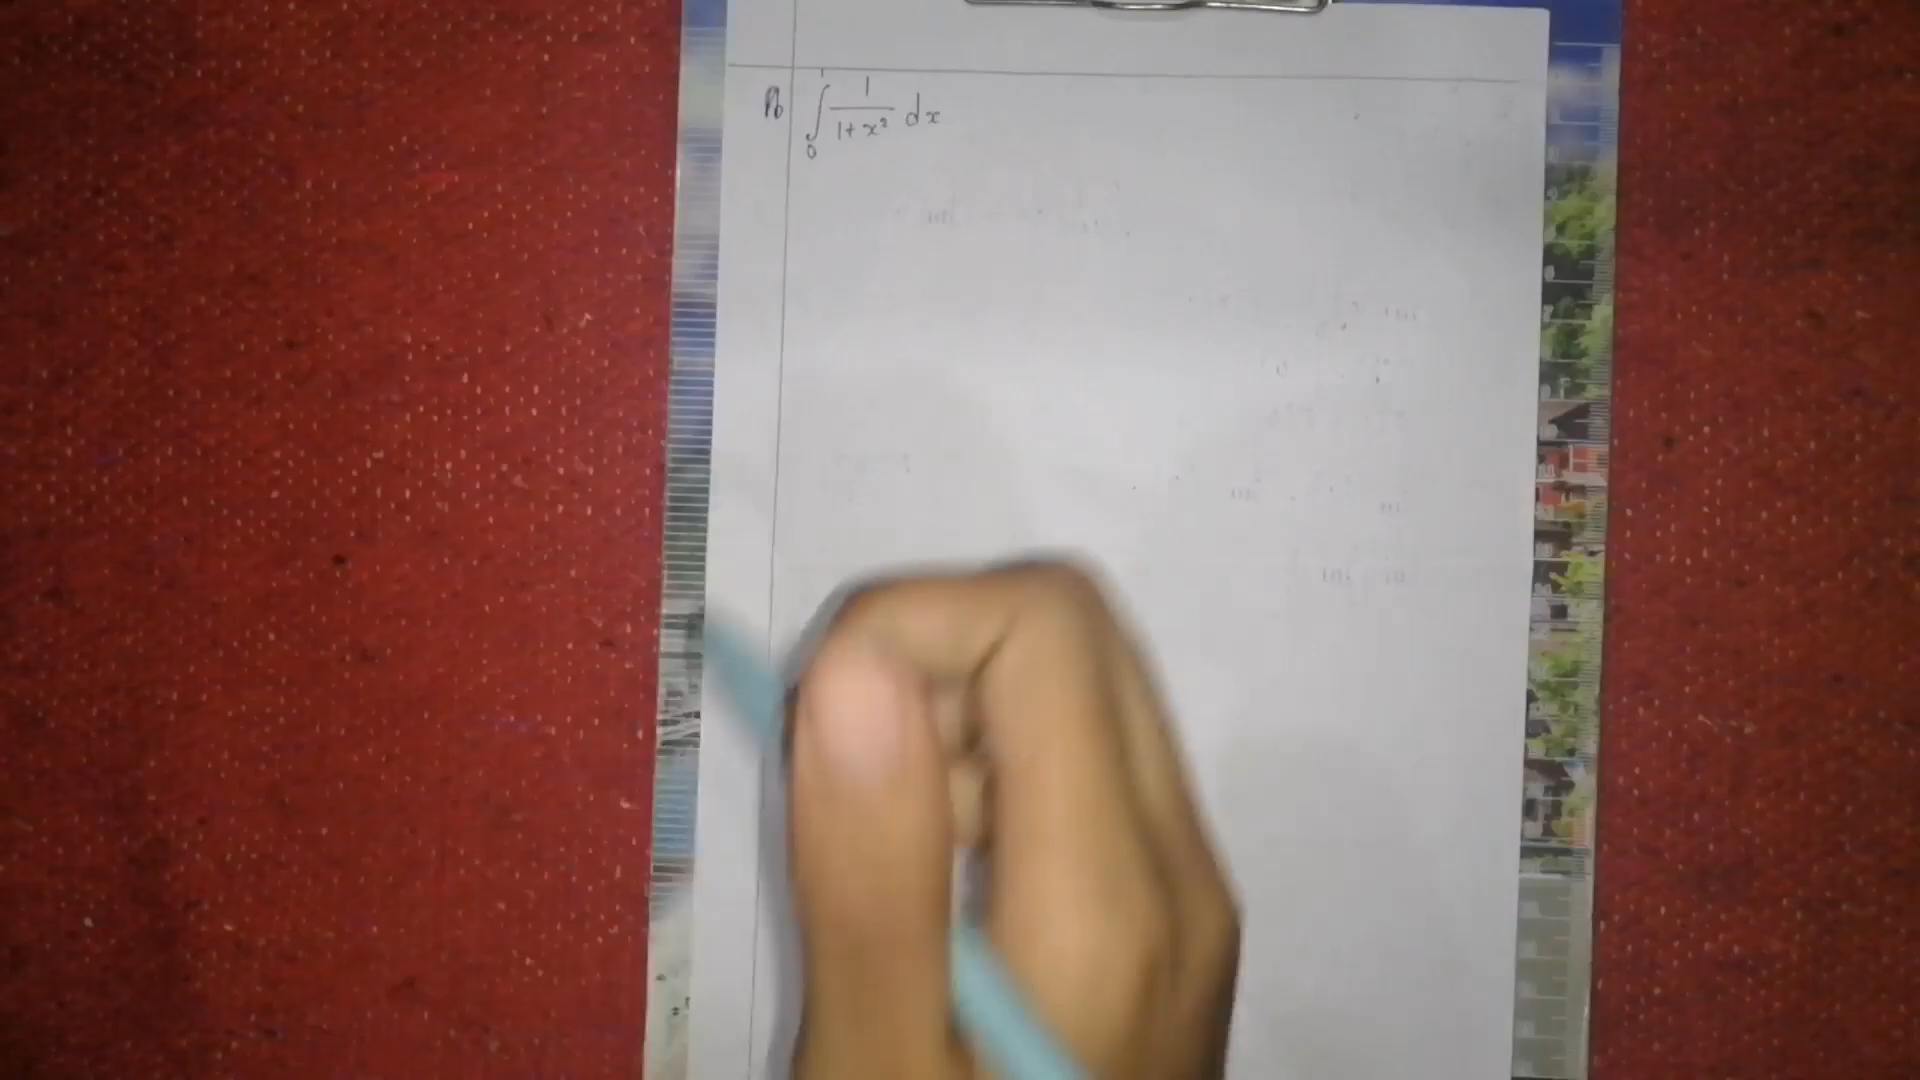 Pb ∫₀¹ 1/(1+x²) dx